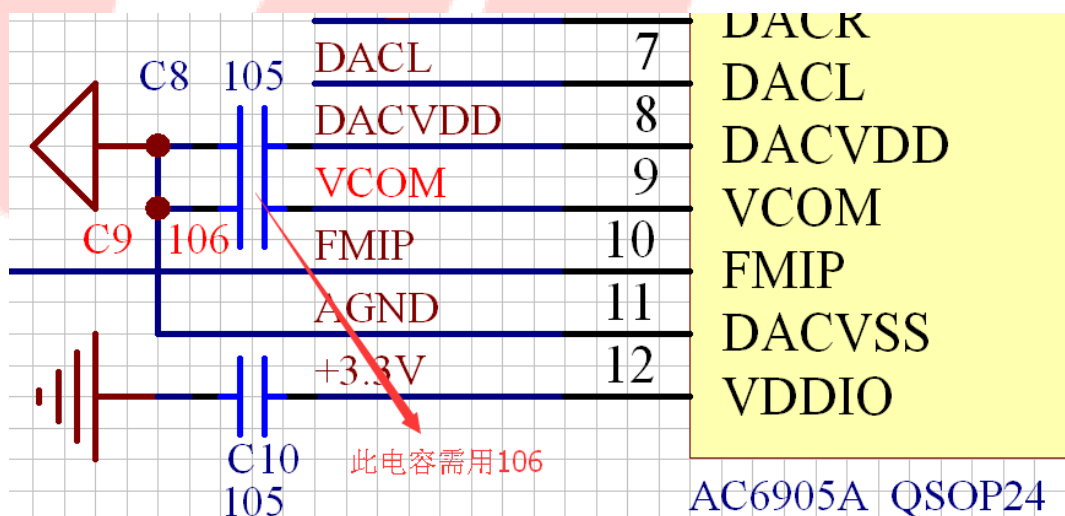 DACR
7
DACL
DACL
C8 105
8
DACVDD
DACVDD
9
VCOM
VCOM
C9 106
10
FMIP
FMIP
11
AGND
DACVSS
12
+3.3V
VDDIO
C10
105
此电容需用106
AC6905A QSOP24